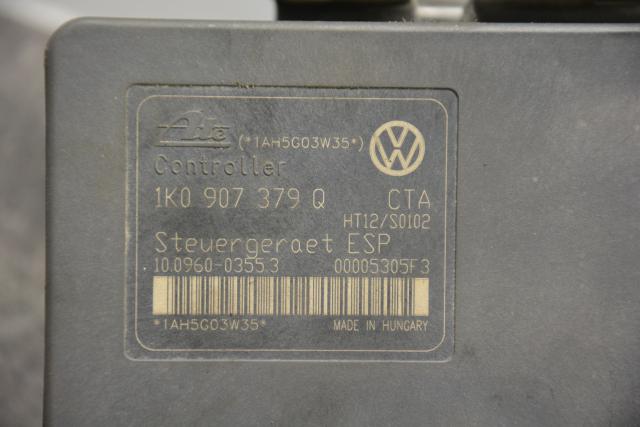 Ate (*1AH5G03W35*)
Controller
1K0 907 379 Q CTA
HT12/S0102
Steuergeraet ESP
10.0960-0355.3 00005305F3
*1AH5G03W35* MADE IN HUNGARY